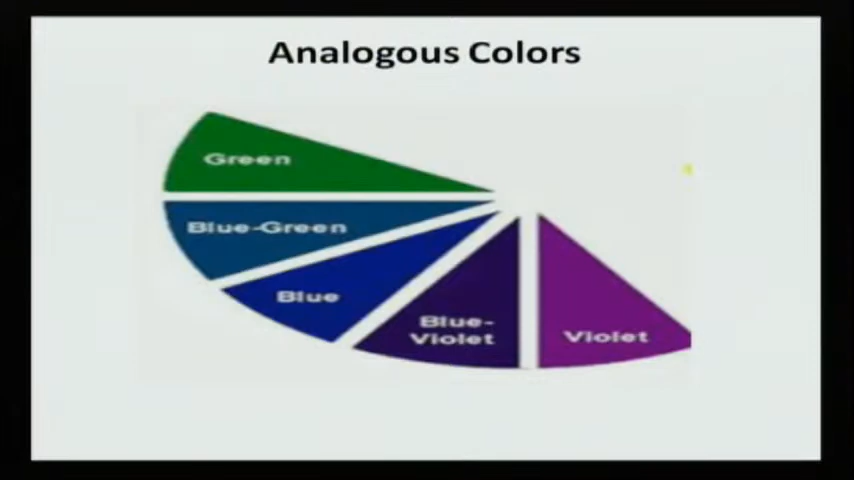 Analogous Colors
Green
Blue-Green
Blue
Blue-
Violet
Violet